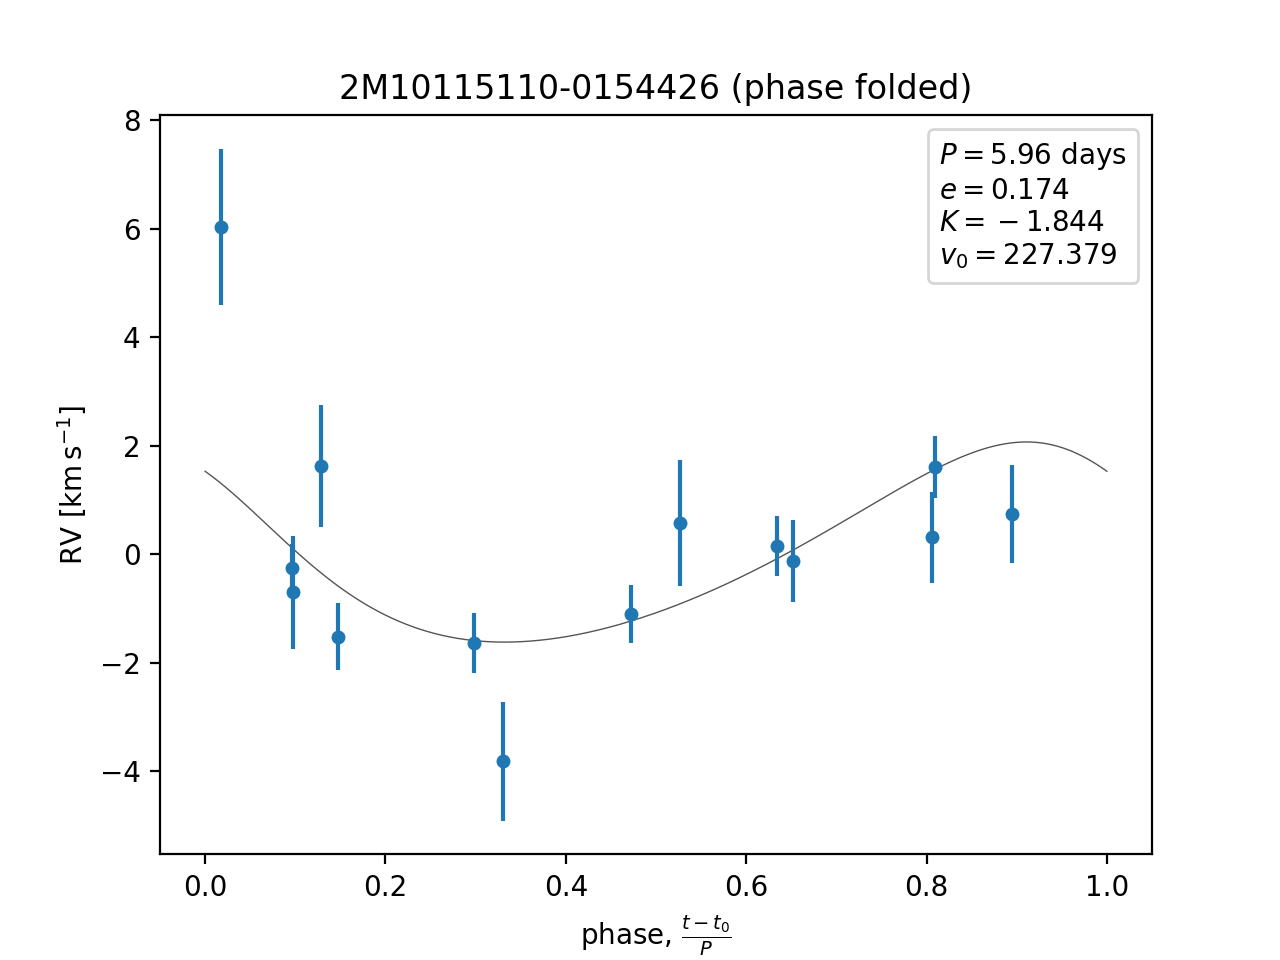 2M10115110-0154426 (phase folded)
P = 5.96 days
e = 0.174
K = −1.844
v₀ = 227.379
8
6
4
2
0
−2
−4
RV [km s⁻¹]
0.0 0.2 0.4 0.6 0.8 1.0
phase, (t − t₀)/P